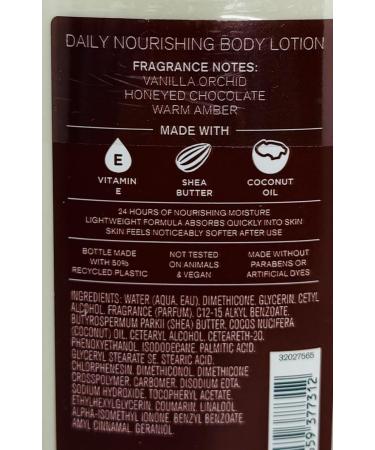 DAILY NOURISHING BODY LOTION
FRAGRANCE NOTES:
VANILLA ORCHID
HONEYED CHOCOLATE
WARM AMBER
MADE WITH
E
VITAMIN
E
SHEA
BUTTER
COCONUT
OIL
24 HOURS OF NOURISHING MOISTURE
LIGHTWEIGHT FORMULA ABSORBS QUICKLY INTO SKIN
SKIN FEELS NOTICEABLY SOFTER AFTER USE
BOTTLE MADE
WITH 50%
RECYCLED PLASTIC
NOT TESTED
ON ANIMALS
& VEGAN
MADE WITHOUT
PARABENS OR
ARTIFICIAL DYES
INGREDIENTS: WATER (AQUA, EAU), DIMETHICONE, GLYCERIN, CETYL
ALCOHOL, FRAGRANCE (PARFUM), C12-15 ALKYL BENZOATE,
BUTYROSPERMUM PARKII (SHEA) BUTTER, COCOS NUCIFERA
(COCONUT) OIL, CETEARYL ALCOHOL, CETEARETH-20,
PHENOXYETHANOL, ISODODECANE, PALMITIC ACID,
GLYCERYL STEARATE SE, STEARIC ACID,
CHLORPHENESIN, DIMETHICONOL, DIMETHICONE
CROSSPOLYMER, CARBOMER, DISODIUM EDTA,
SODIUM HYDROXIDE, TOCOPHERYL ACETATE,
ETHYLHEXYLGLYCERIN, COUMARIN, LINALOOL,
ALPHA-ISOMETHYL IONONE, BENZYL BENZOATE,
AMYL CINNAMAL, GERANIOL.
32027565
59 377312